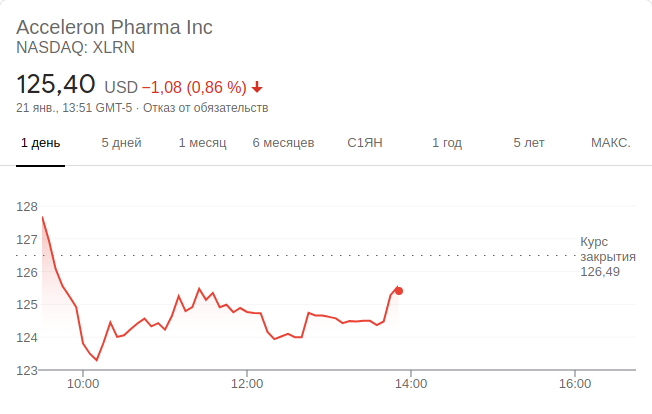 Acceleron Pharma Inc
NASDAQ: XLRN
125,40 USD −1,08 (0,86 %)
21 янв., 13:51 GMT-5 · Отказ от обязательств
1 день 5 дней 1 месяц 6 месяцев С1ЯН 1 год 5 лет МАКС.
128
127
126
125
124
123
Курс
закрытия
126,49
10:00 12:00 14:00 16:00